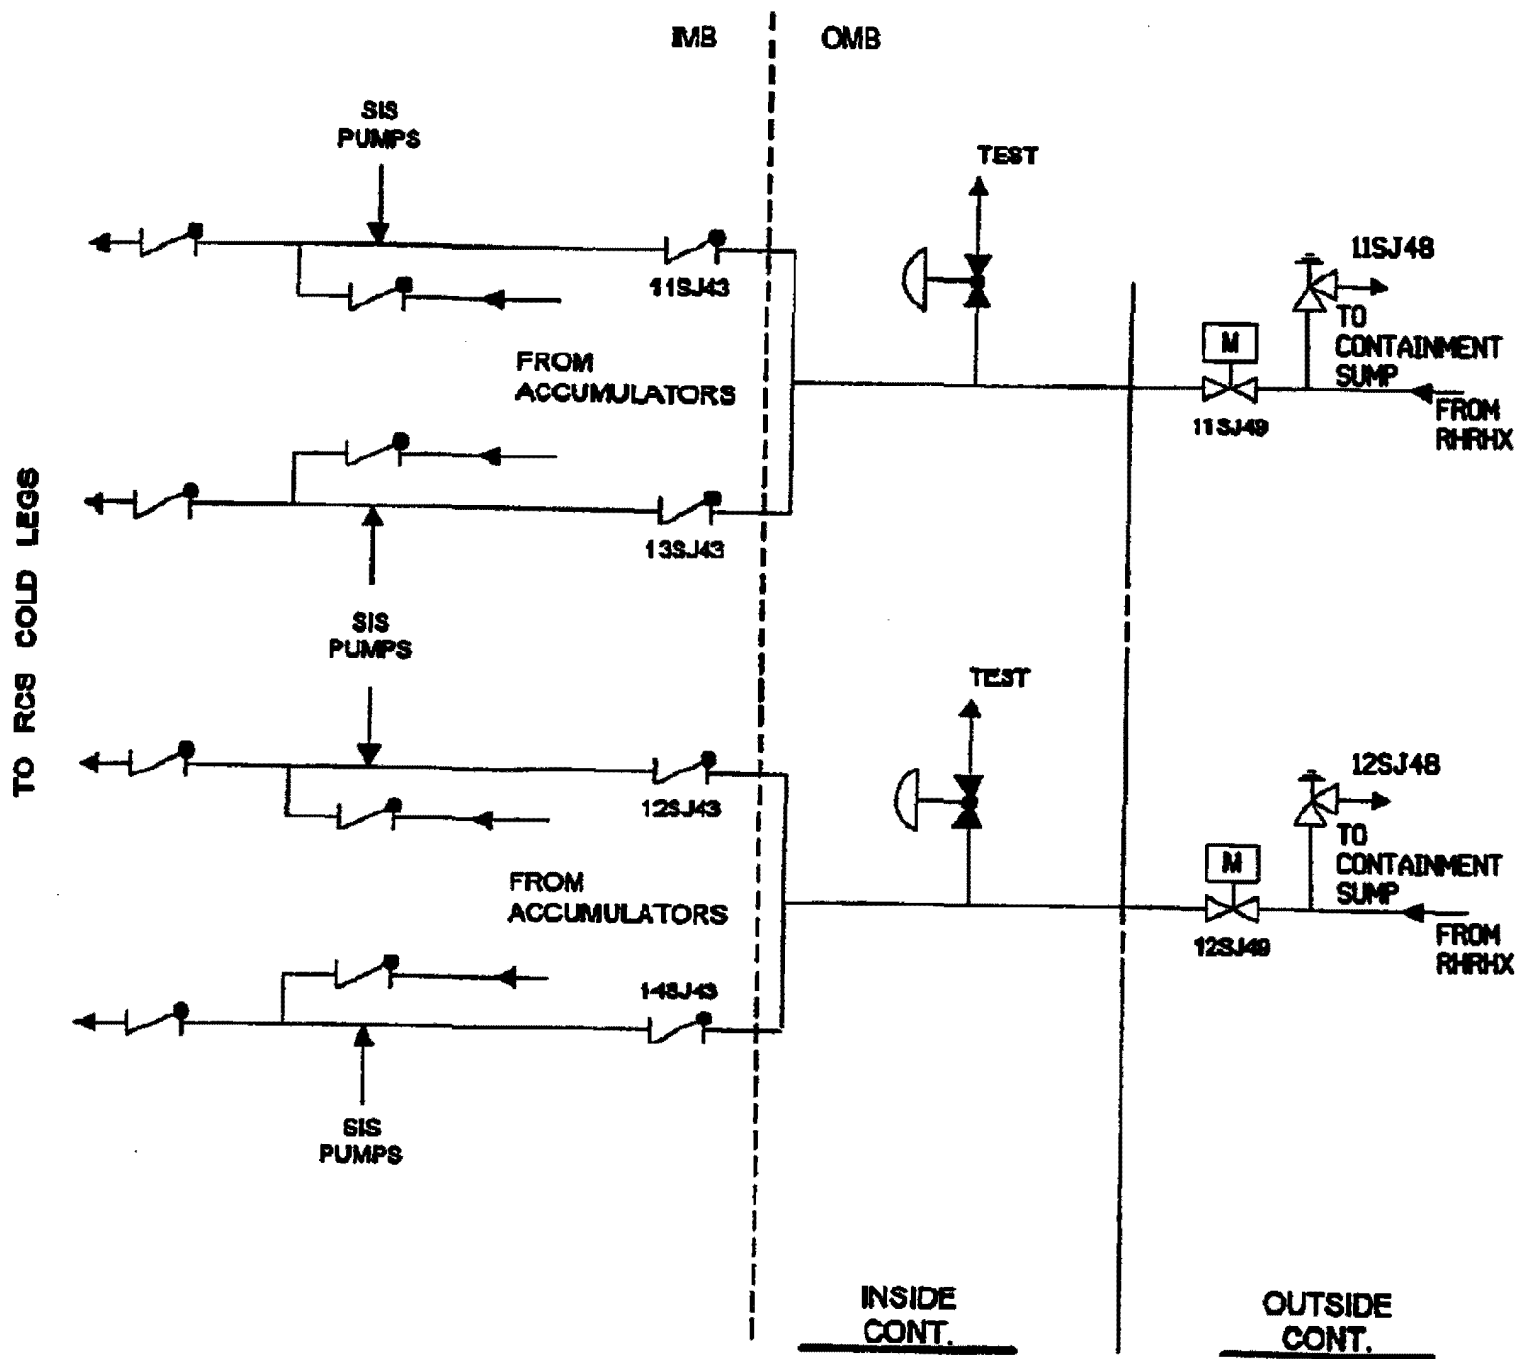 IMB
OMB
SIS
PUMPS
TEST
11SJ48
TO
CONTAINMENT
SUMP
11SJ43
M
FROM
ACCUMULATORS
11SJ49
FROM
RHRHX
13SJ43
TO RCS COLD LEGS
SIS
PUMPS
TEST
12SJ48
TO
CONTAINMENT
SUMP
12SJ43
M
FROM
ACCUMULATORS
12SJ49
FROM
RHRHX
14SJ43
SIS
PUMPS
INSIDE
CONT.
OUTSIDE
CONT.